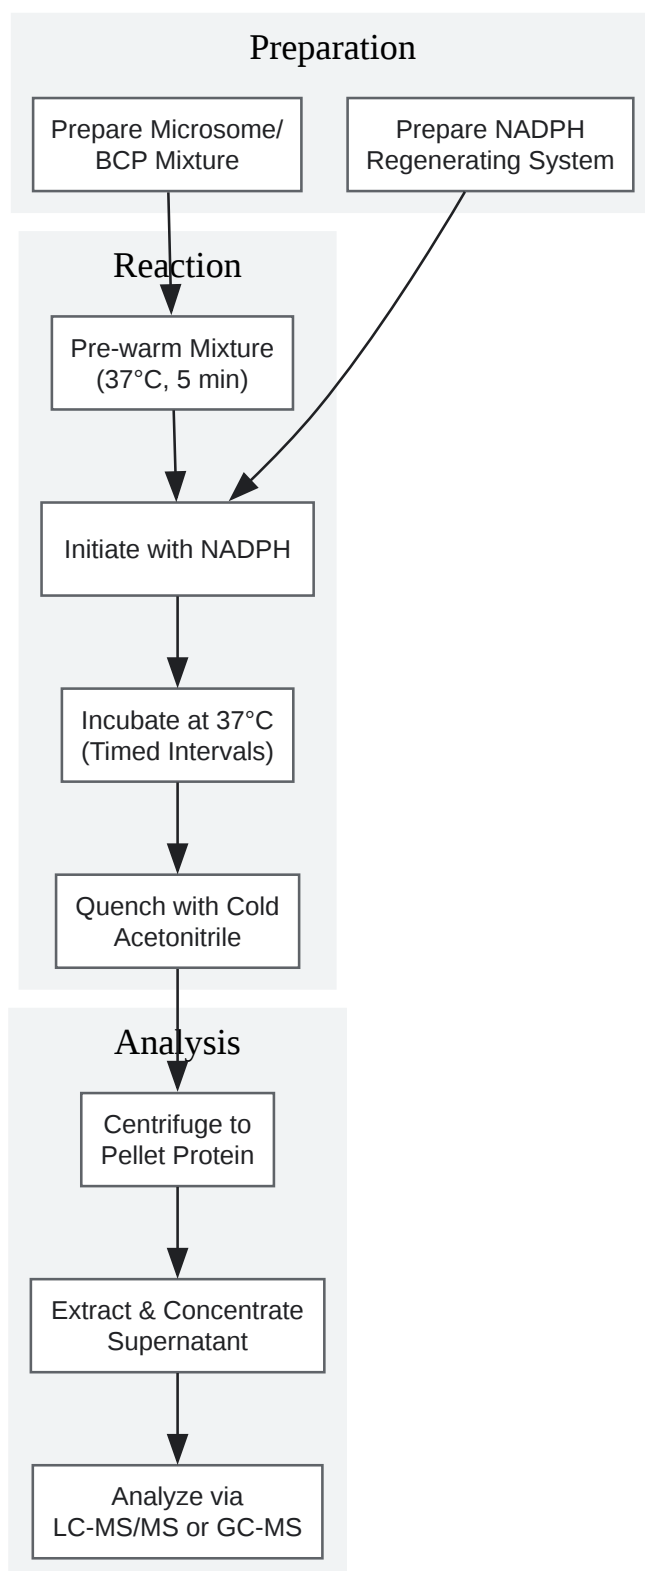 Preparation
Prepare Microsome/
BCP Mixture
Prepare NADPH
Regenerating System
Reaction
Pre-warm Mixture
(37°C, 5 min)
Initiate with NADPH
Incubate at 37°C
(Timed Intervals)
Quench with Cold
Acetonitrile
Analysis
Centrifuge to
Pellet Protein
Extract & Concentrate
Supernatant
Analyze via
LC-MS/MS or GC-MS